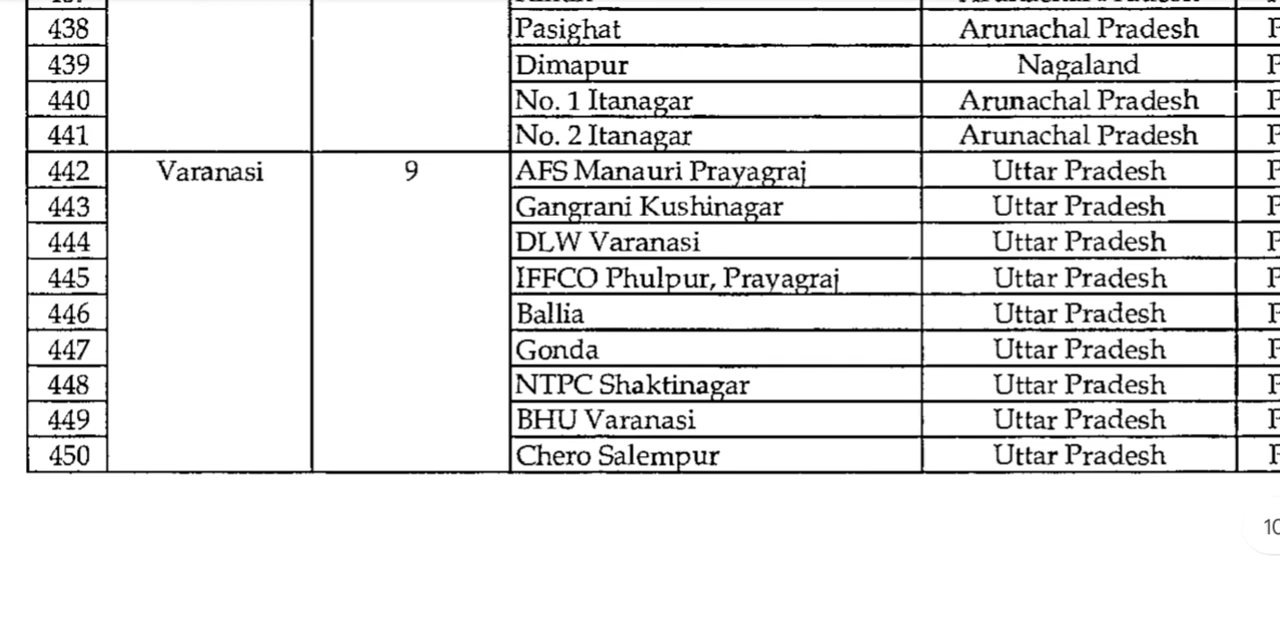 438 Pasighat Arunachal Pradesh
439 Dimapur Nagaland
440 No. 1 Itanagar Arunachal Pradesh
441 No. 2 Itanagar Arunachal Pradesh
442 Varanasi 9 AFS Manauri Prayagraj Uttar Pradesh
443 Gangrani Kushinagar Uttar Pradesh
444 DLW Varanasi Uttar Pradesh
445 IFFCO Phulpur, Prayagraj Uttar Pradesh
446 Ballia Uttar Pradesh
447 Gonda Uttar Pradesh
448 NTPC Shaktinagar Uttar Pradesh
449 BHU Varanasi Uttar Pradesh
450 Chero Salempur Uttar Pradesh
10